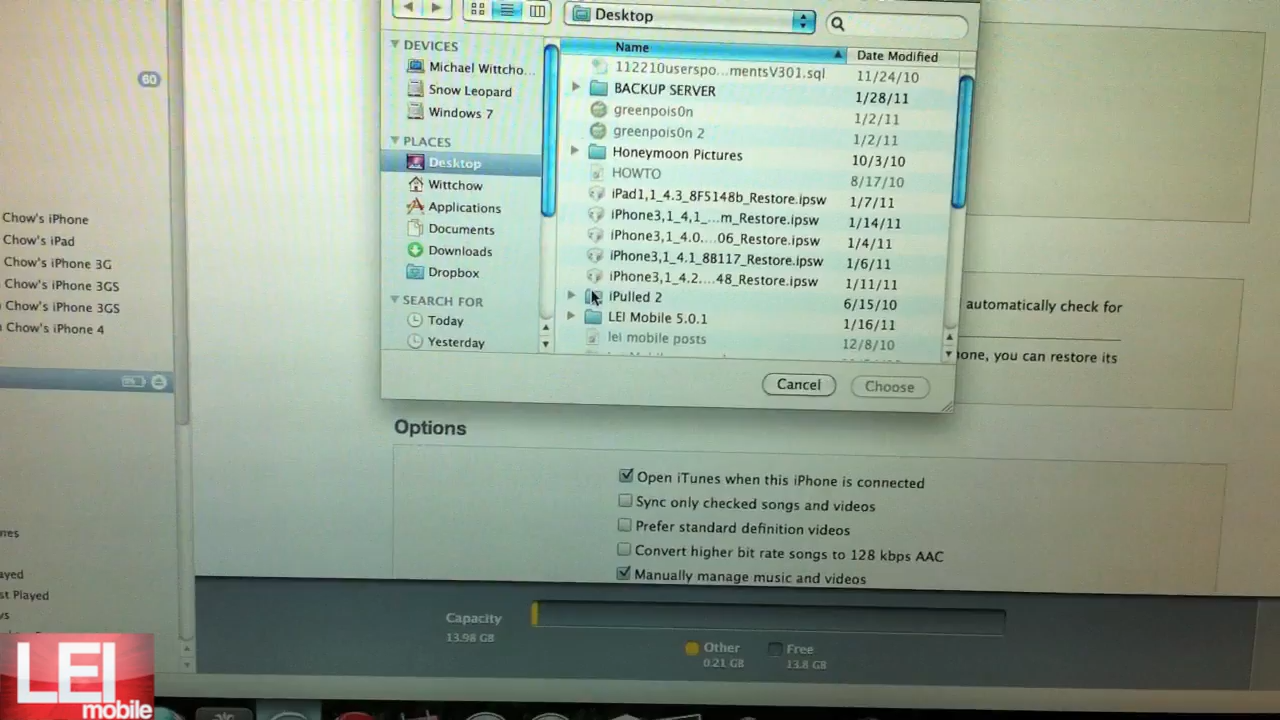 Desktop
DEVICES
Michael Wittcho...
Snow Leopard
Windows 7
PLACES
Desktop
Wittchow
Applications
Documents
Downloads
Dropbox
SEARCH FOR
Today
Yesterday
Name Date Modified
112210userspo...mentsV301.sql 11/24/10
BACKUP SERVER 1/28/11
greenpois0n 1/2/11
greenpois0n 2 1/2/11
Honeymoon Pictures 10/3/10
HOWTO 8/17/10
iPad1,1_4.3_8F5148b_Restore.ipsw 1/7/11
iPhone3,1_4,1_...m_Restore.ipsw 1/14/11
iPhone3,1_4.0....06_Restore.ipsw 1/4/11
iPhone3,1_4.1_8B117_Restore.ipsw 1/6/11
iPhone3,1_4.2....48_Restore.ipsw 1/11/11
iPulled 2 6/15/10
LEI Mobile 5.0.1 1/16/11
lei mobile posts 12/8/10
Cancel Choose
60
Chow's iPhone
Chow's iPad
Chow's iPhone 3G
Chow's iPhone 3GS
Chow's iPhone 3GS
Chow's iPhone 4
automatically check for
one, you can restore its
Options
Open iTunes when this iPhone is connected
Sync only checked songs and videos
Prefer standard definition videos
Convert higher bit rate songs to 128 kbps AAC
Manually manage music and videos
nes
ayed
st Played
Capacity
13.98 GB
Other
0.21 GB
Free
13.8 GB
LEI
mobile